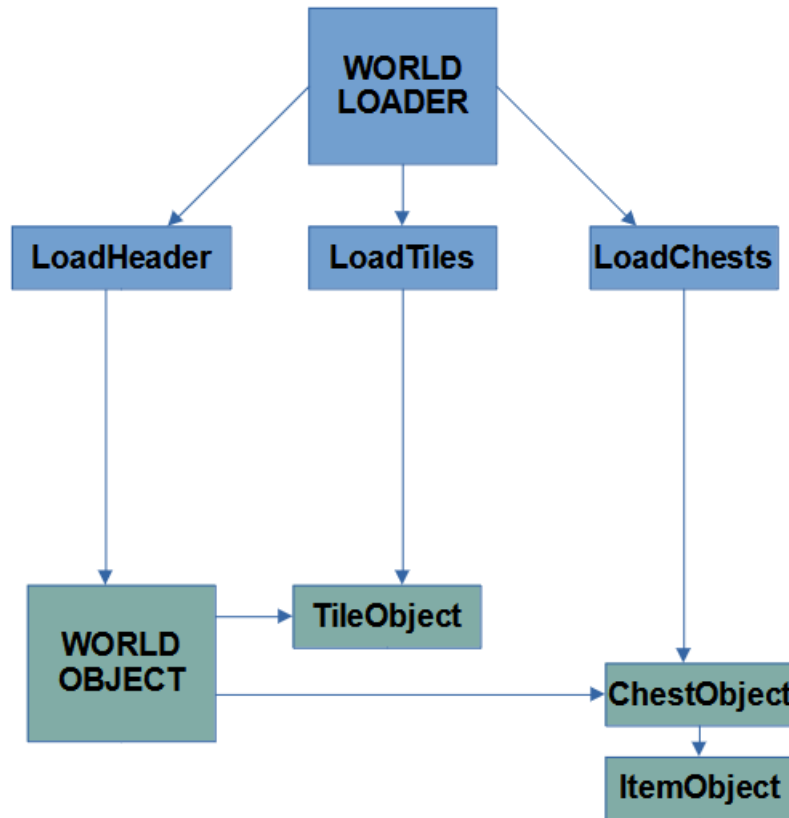 WORLD
LOADER
LoadHeader
LoadTiles
LoadChests
WORLD
OBJECT
TileObject
ChestObject
ItemObject